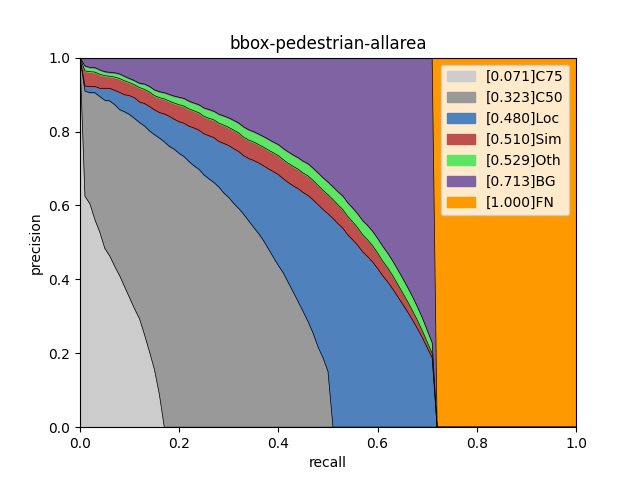 bbox-pedestrian-allarea
1.0
0.8
0.6
0.4
0.2
0.0
precision
[0.071]C75
[0.323]C50
[0.480]Loc
[0.510]Sim
[0.529]Oth
[0.713]BG
[1.000]FN
0.0 0.2 0.4 0.6 0.8 1.0
recall